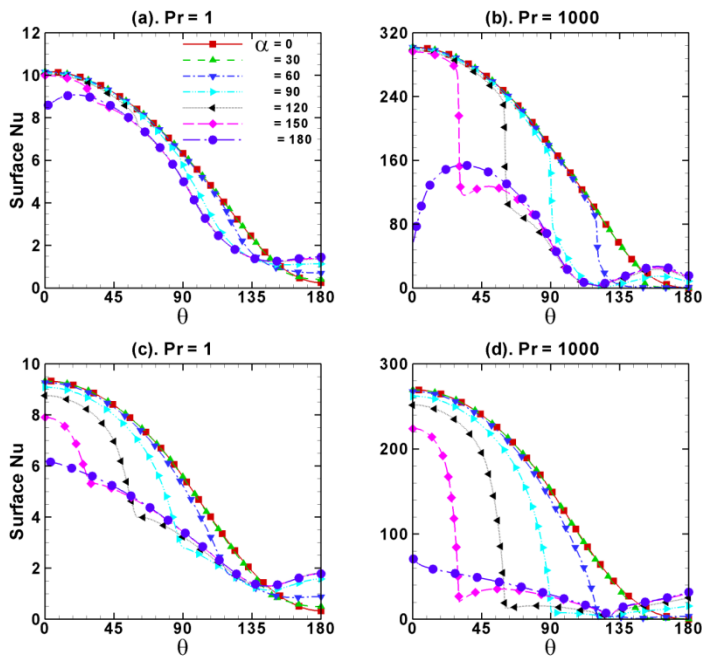 (a). Pr = 1
(b). Pr = 1000
Surface Nu
12
10
8
6
4
2
0
0 45 90 135 180
θ
α = 0
= 30
= 60
= 90
= 120
= 150
= 180
320
240
160
80
0
0 45 90 135 180
θ
(c). Pr = 1
(d). Pr = 1000
Surface Nu
10
8
6
4
2
0
0 45 90 135 180
θ
300
200
100
0
0 45 90 135 180
θ